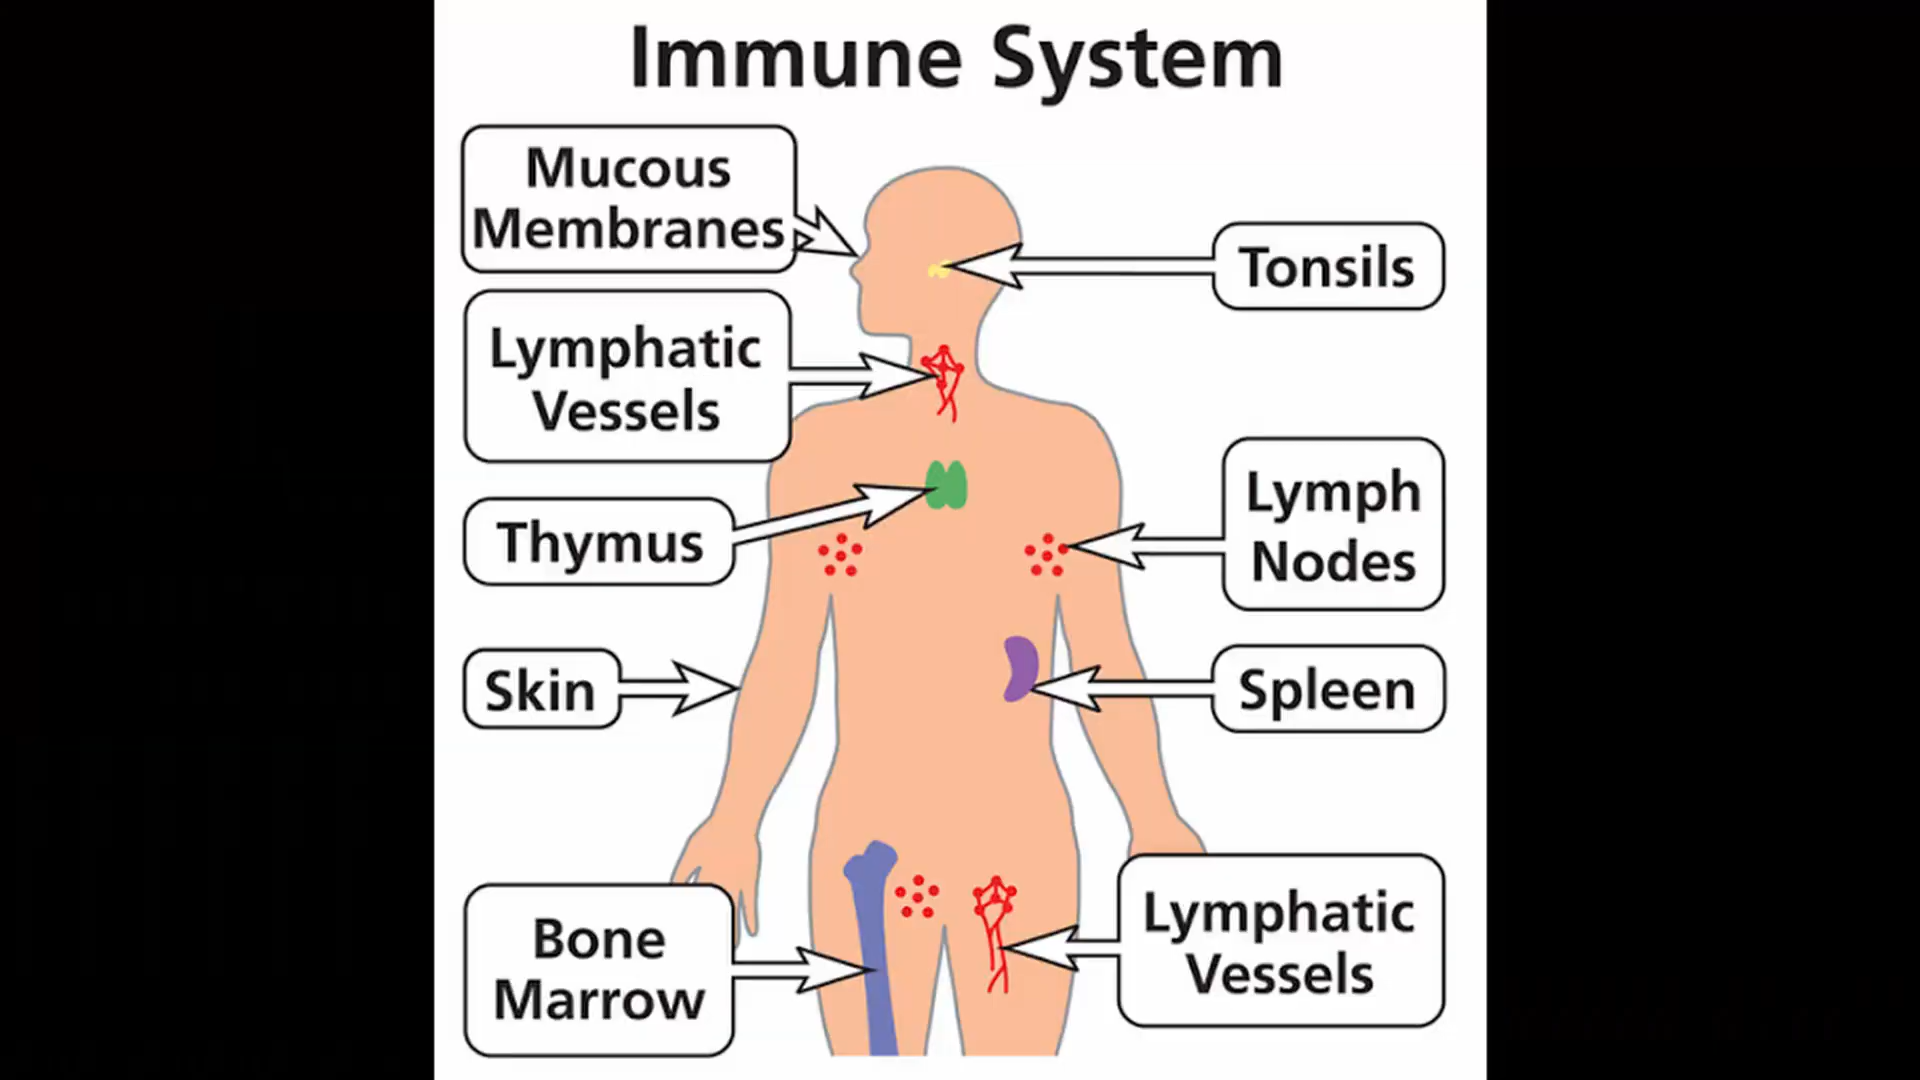 Immune System
Mucous
Membranes
Tonsils
Lymphatic
Vessels
Thymus
Lymph
Nodes
Skin
Spleen
Bone
Marrow
Lymphatic
Vessels